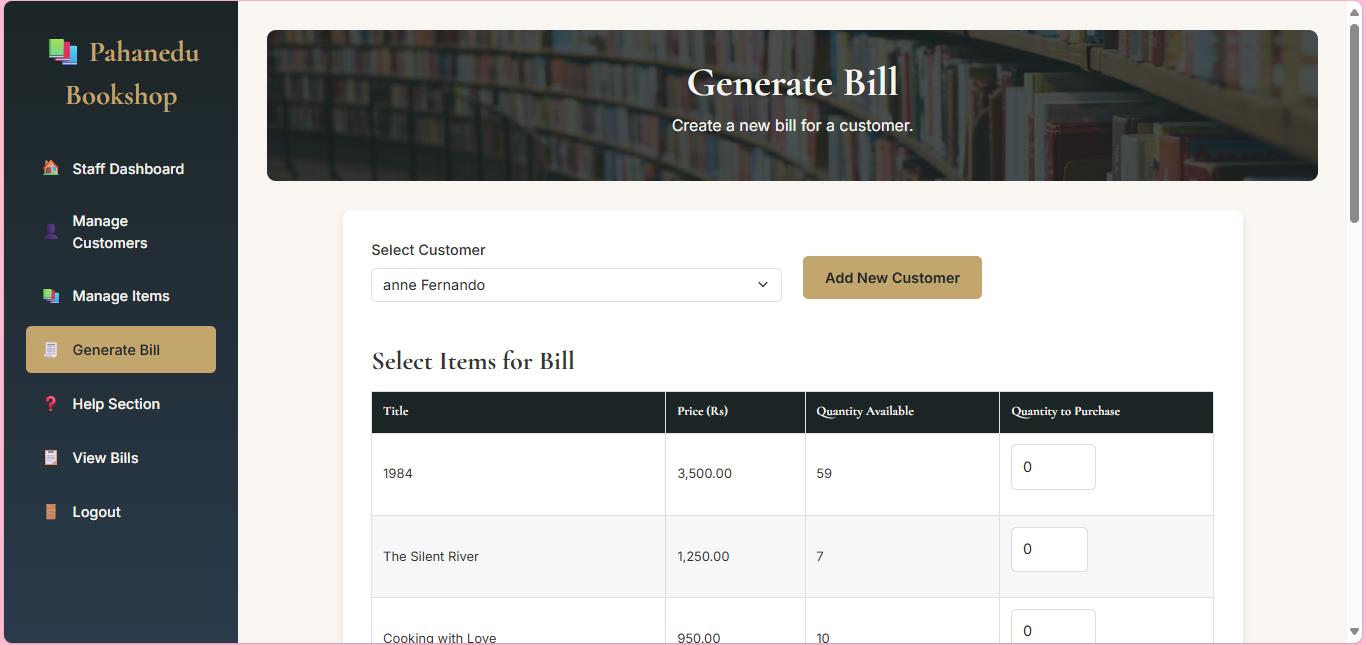 Pahanedu
Bookshop
Staff Dashboard
Manage
Customers
Manage Items
Generate Bill
Help Section
View Bills
Logout
Generate Bill
Create a new bill for a customer.
Select Customer
anne Fernando
Add New Customer
Select Items for Bill
Title Price (Rs) Quantity Available Quantity to Purchase
1984 3,500.00 59 0
The Silent River 1,250.00 7 0
Cooking with Love 950.00 10 0